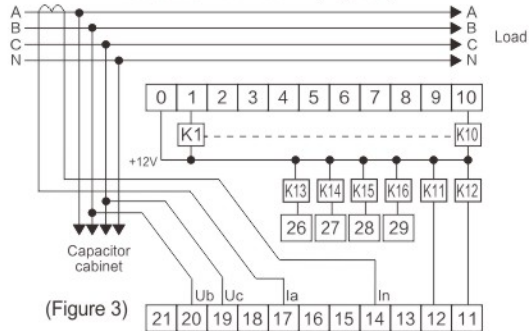 A A
B B
C C Load
N N
0 1 2 3 4 5 6 7 8 9 10
K1 K10
+12V
K13 K14 K15 K16 K11 K12
26 27 28 29
Capacitor
cabinet
Ub Uc Ia In
(Figure 3)
21 20 19 18 17 16 15 14 13 12 11